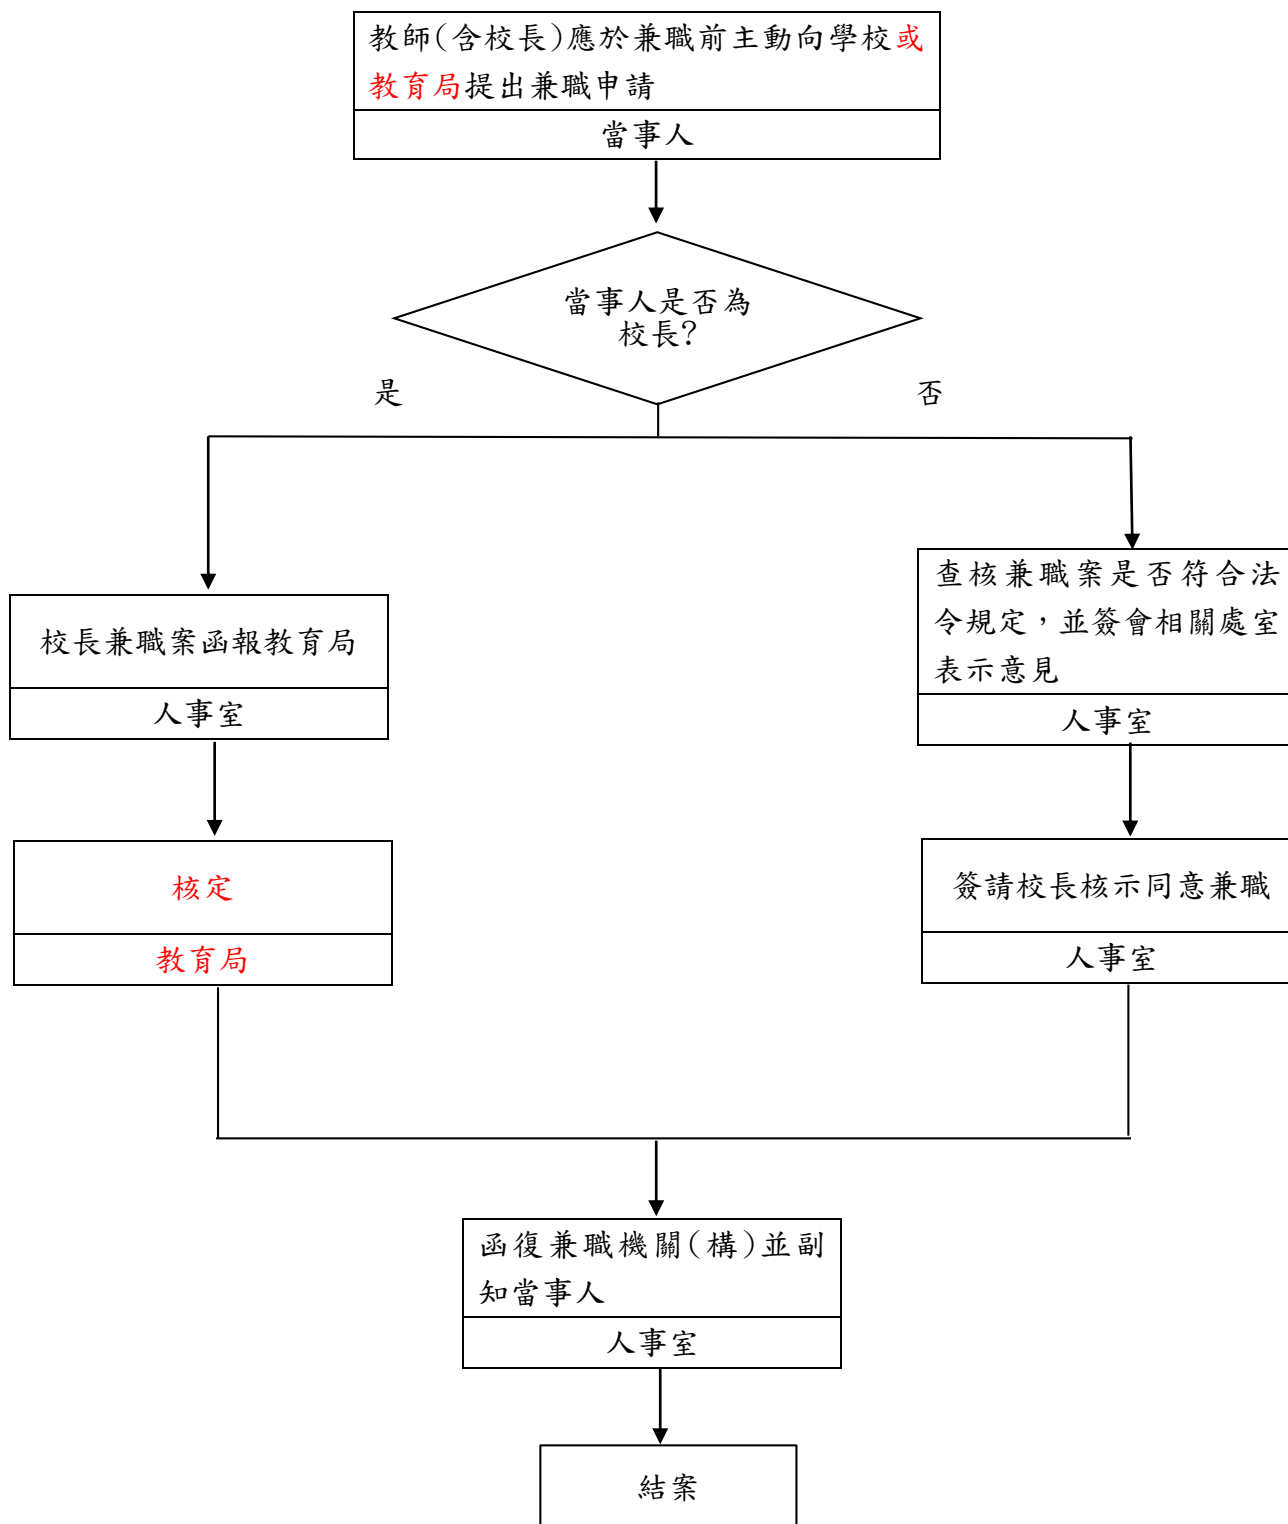 教師(含校長)應於兼職前主動向學校或
教育局提出兼職申請
當事人
當事人是否為
校長?
是
否
校長兼職案函報教育局
人事室
查核兼職案是否符合法
令規定，並簽會相關處室
表示意見
人事室
核定
教育局
簽請校長核示同意兼職
人事室
函復兼職機關(構)並副
知當事人
人事室
結案